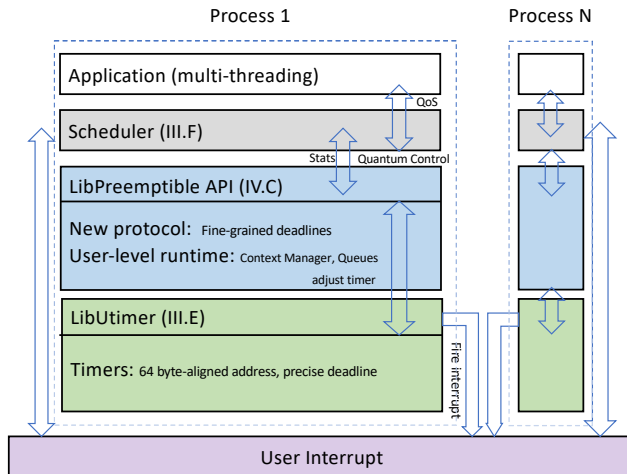 Process 1
Process N
Application (multi-threading)
QoS
Scheduler (III.F)
Stats
Quantum Control
LibPreemptible API (IV.C)
New protocol: Fine-grained deadlines
User-level runtime: Context Manager, Queues
adjust timer
LibUtimer (III.E)
Timers: 64 byte-aligned address, precise deadline
Fire interrupt
User Interrupt